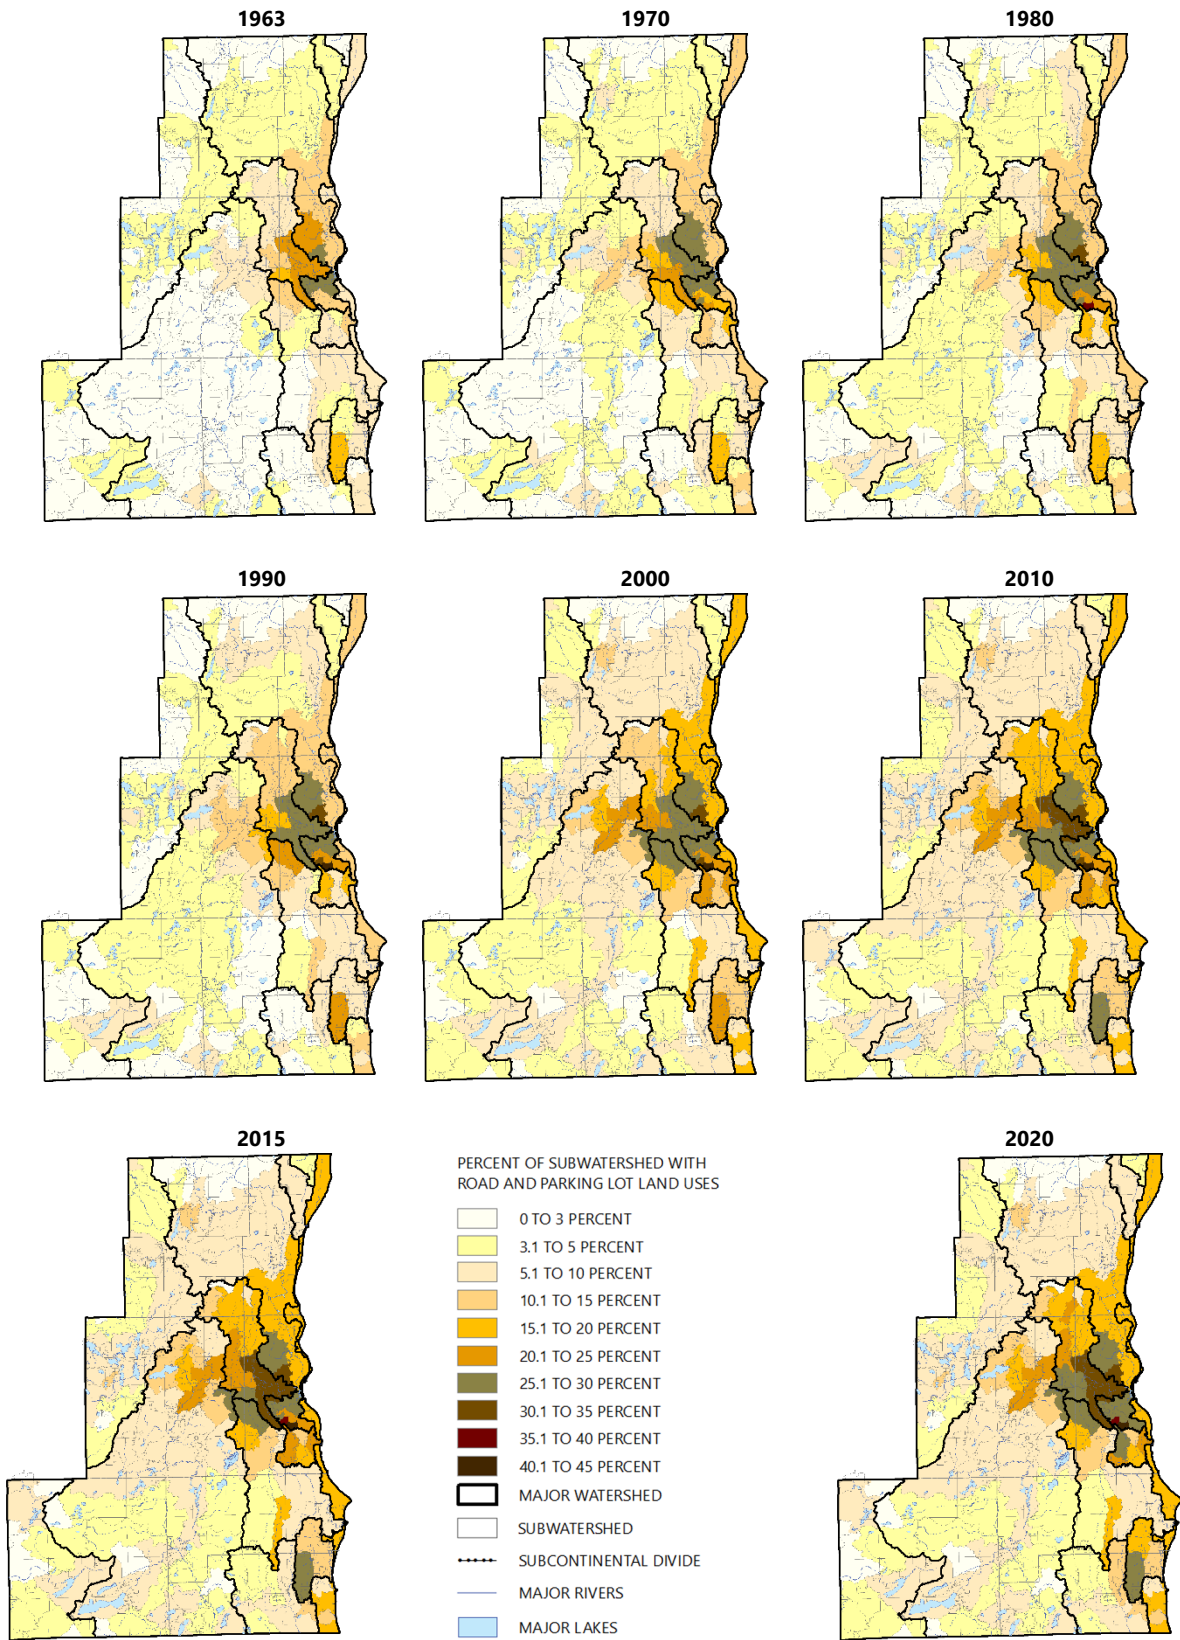 1963
1970
1980
1990
2000
2010
2015
2020
PERCENT OF SUBWATERSHED WITH
ROAD AND PARKING LOT LAND USES
0 TO 3 PERCENT
3.1 TO 5 PERCENT
5.1 TO 10 PERCENT
10.1 TO 15 PERCENT
15.1 TO 20 PERCENT
20.1 TO 25 PERCENT
25.1 TO 30 PERCENT
30.1 TO 35 PERCENT
35.1 TO 40 PERCENT
40.1 TO 45 PERCENT
MAJOR WATERSHED
SUBWATERSHED
SUBCONTINENTAL DIVIDE
MAJOR RIVERS
MAJOR LAKES